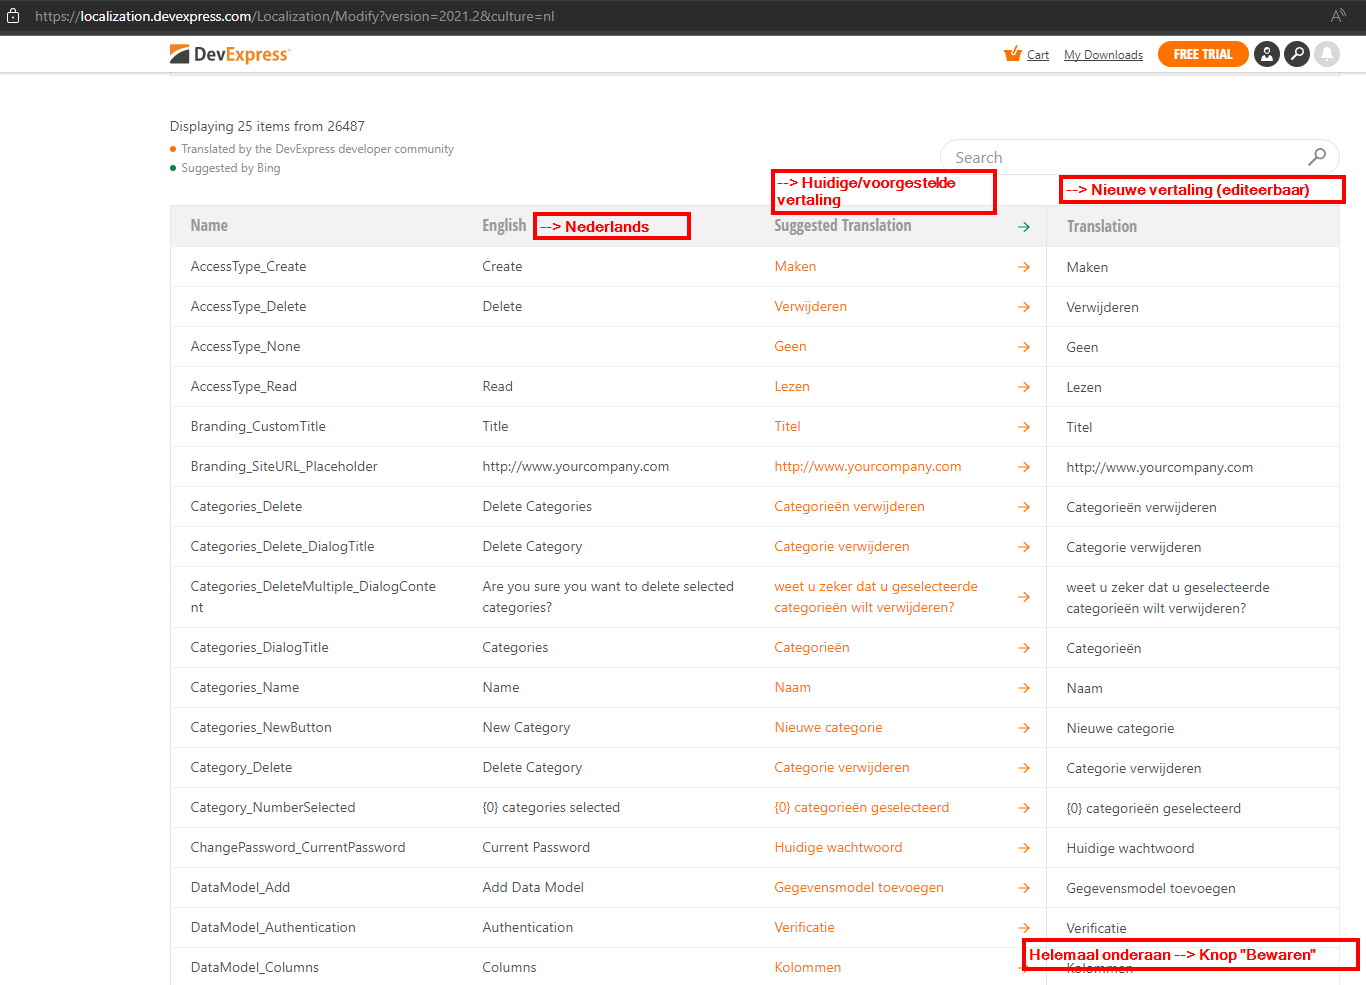 https://localization.devexpress.com/Localization/Modify?version=2021.2&culture=nl
DevExpress
Cart My Downloads FREE TRIAL
Displaying 25 items from 26487
Translated by the DevExpress developer community
Suggested by Bing
Search
--> Huidige/voorgestelde
vertaling
--> Nieuwe vertaling (editeerbaar)
Name English --> Nederlands Suggested Translation → Translation
AccessType_Create Create Maken → Maken
AccessType_Delete Delete Verwijderen → Verwijderen
AccessType_None Geen → Geen
AccessType_Read Read Lezen → Lezen
Branding_CustomTitle Title Titel → Titel
Branding_SiteURL_Placeholder http://www.yourcompany.com http://www.yourcompany.com → http://www.yourcompany.com
Categories_Delete Delete Categories Categorieën verwijderen → Categorieën verwijderen
Categories_Delete_DialogTitle Delete Category Categorie verwijderen → Categorie verwijderen
Categories_DeleteMultiple_DialogConte Are you sure you want to delete selected weet u zeker dat u geselecteerde → weet u zeker dat u geselecteerde
nt categories? categorieën wilt verwijderen? categorieën wilt verwijderen?
Categories_DialogTitle Categories Categorieën → Categorieën
Categories_Name Name Naam → Naam
Categories_NewButton New Category Nieuwe categorie → Nieuwe categorie
Category_Delete Delete Category Categorie verwijderen → Categorie verwijderen
Category_NumberSelected {0} categories selected {0} categorieën geselecteerd → {0} categorieën geselecteerd
ChangePassword_CurrentPassword Current Password Huidige wachtwoord → Huidige wachtwoord
DataModel_Add Add Data Model Gegevensmodel toevoegen → Gegevensmodel toevoegen
DataModel_Authentication Authentication Verificatie → Verificatie
Helemaal onderaan --> Knop "Bewaren"
DataModel_Columns Columns Kolommen → Kolommen